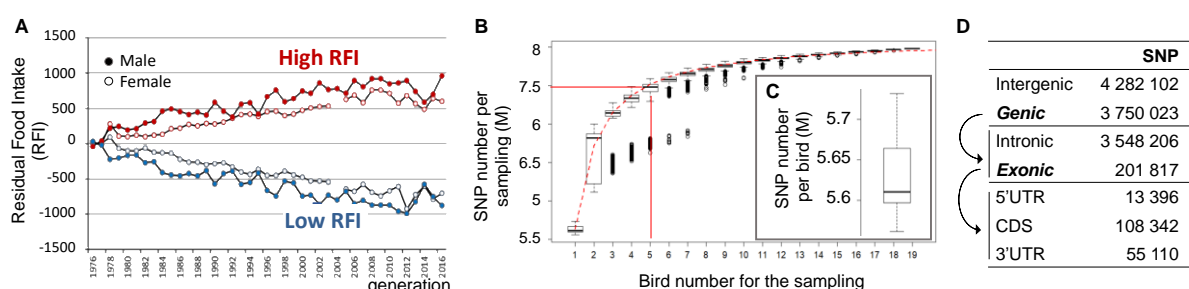 A
Residual Food Intake
(RFI)
1500
1000
500
0
-500
-1000
-1500
Male
Female
High RFI
Low RFI
1976
1978
1980
1982
1984
1986
1988
1990
1992
1994
1996
1998
2000
2002
2004
2006
2008
2010
2012
2014
2016
generation
B
SNP number per
sampling (M)
8
7.5
6
6.5
5
5.5
1 2 3 4 5 6 7 8 9 10 11 12 13 14 15 16 17 18 19
Bird number for the sampling
C
SNP number
per bird (M)
5.7
5.65
5.6
D
SNP
Intergenic 4 282 102
Genic 3 750 023
Intronic 3 548 206
Exonic 201 817
5'UTR 13 396
CDS 108 342
3'UTR 55 110